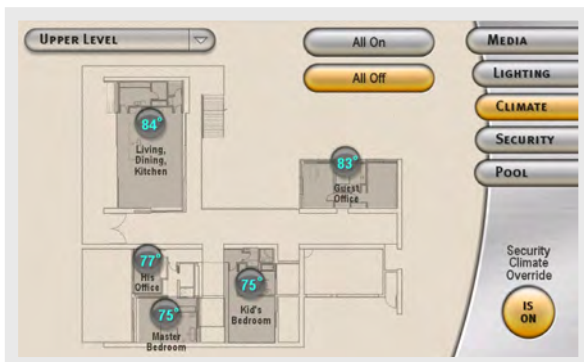 UPPER LEVEL
All On
All Off
MEDIA
LIGHTING
CLIMATE
SECURITY
POOL
84°
Living,
Dining,
Kitchen
83°
Guest
Office
77°
His
Office
75°
Master
Bedroom
75°
Kid's
Bedroom
Security
Climate
Override
IS
ON